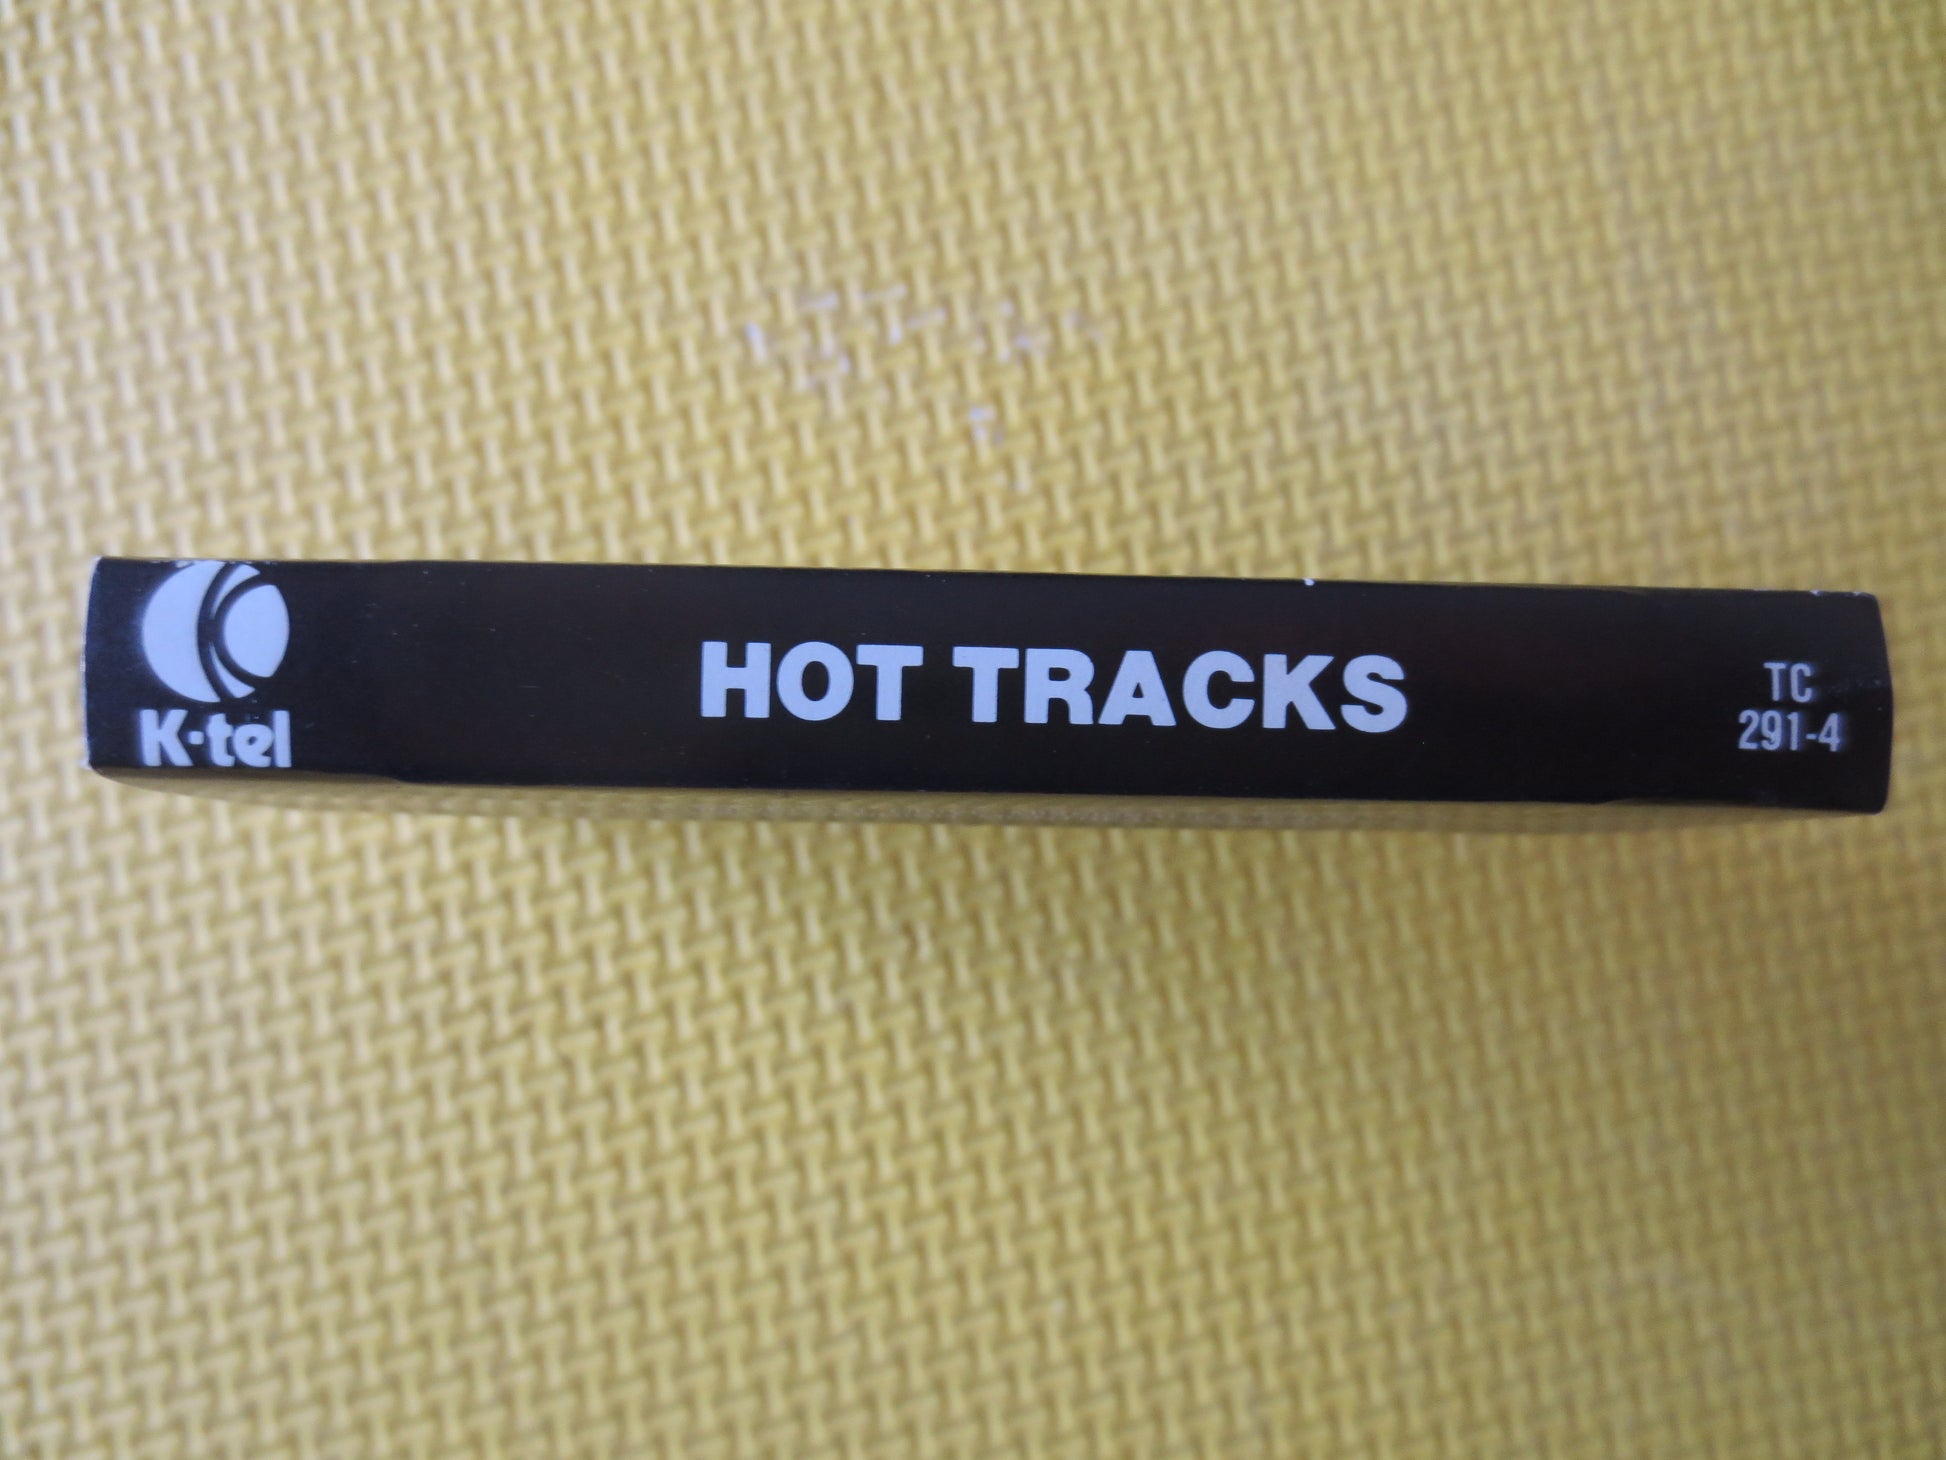 K-tel
HOT TRACKS
TC
291-4